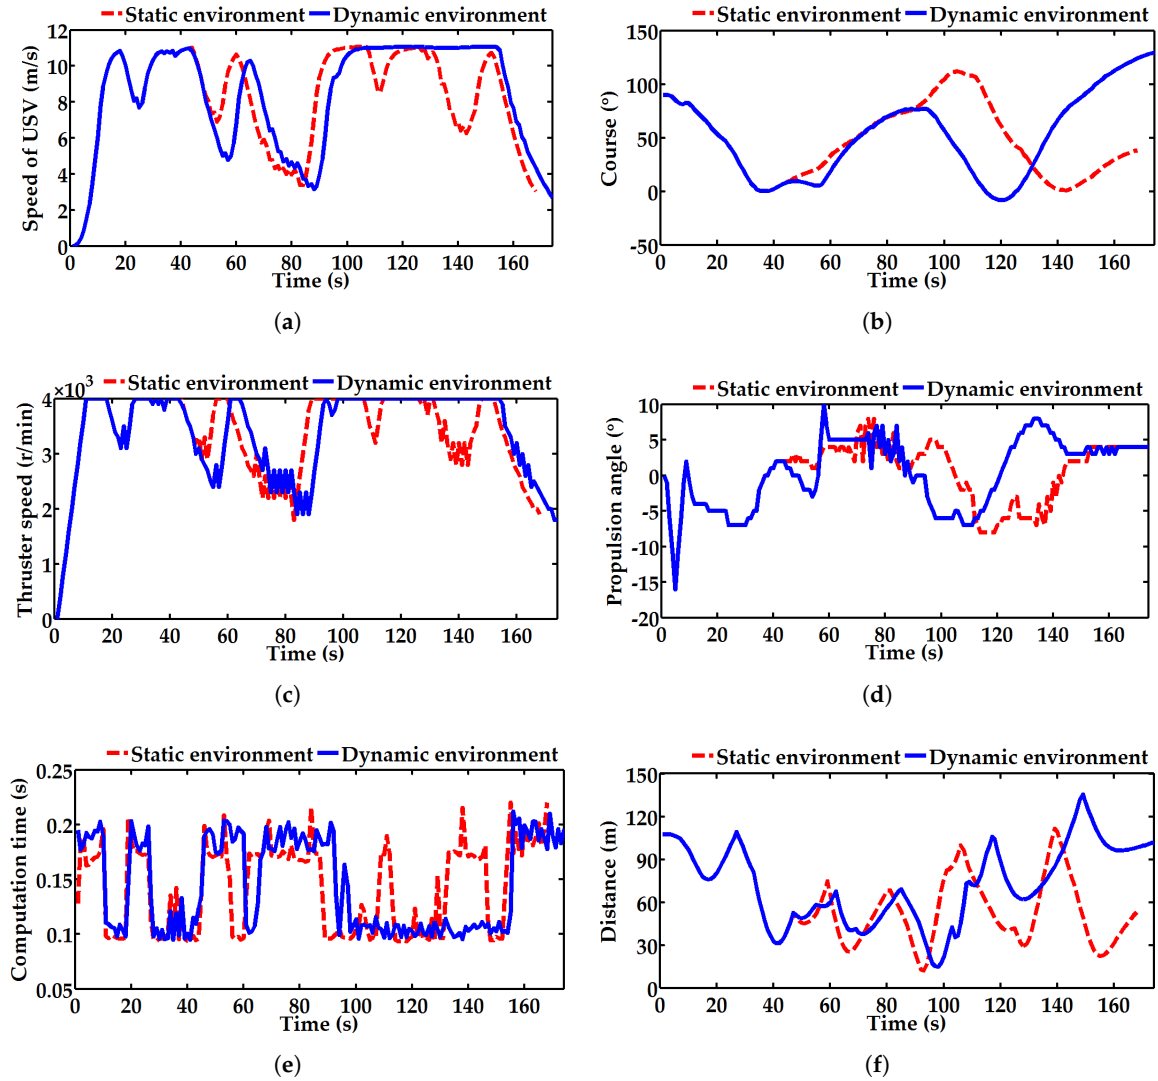 Static environment Dynamic environment
12
10
8
6
4
2
0
Speed of USV (m/s)
0 20 40 60 80 100 120 140 160
Time (s)
(a)
Static environment Dynamic environment
150
100
50
0
-50
Course (°)
0 20 40 60 80 100 120 140 160
Time (s)
(b)
Static environment Dynamic environment
×10³
4
3
2
1
0
Thruster speed (r/min)
0 20 40 60 80 100 120 140 160
Time (s)
(c)
Static environment Dynamic environment
10
5
0
-5
-10
-15
-20
Propulsion angle (°)
0 20 40 60 80 100 120 140 160
Time (s)
(d)
Static environment Dynamic environment
0.25
0.2
0.15
0.1
0.05
Computation time (s)
0 20 40 60 80 100 120 140 160
Time (s)
(e)
Static environment Dynamic environment
150
120
90
60
30
0
Distance (m)
0 20 40 60 80 100 120 140 160
Time (s)
(f)